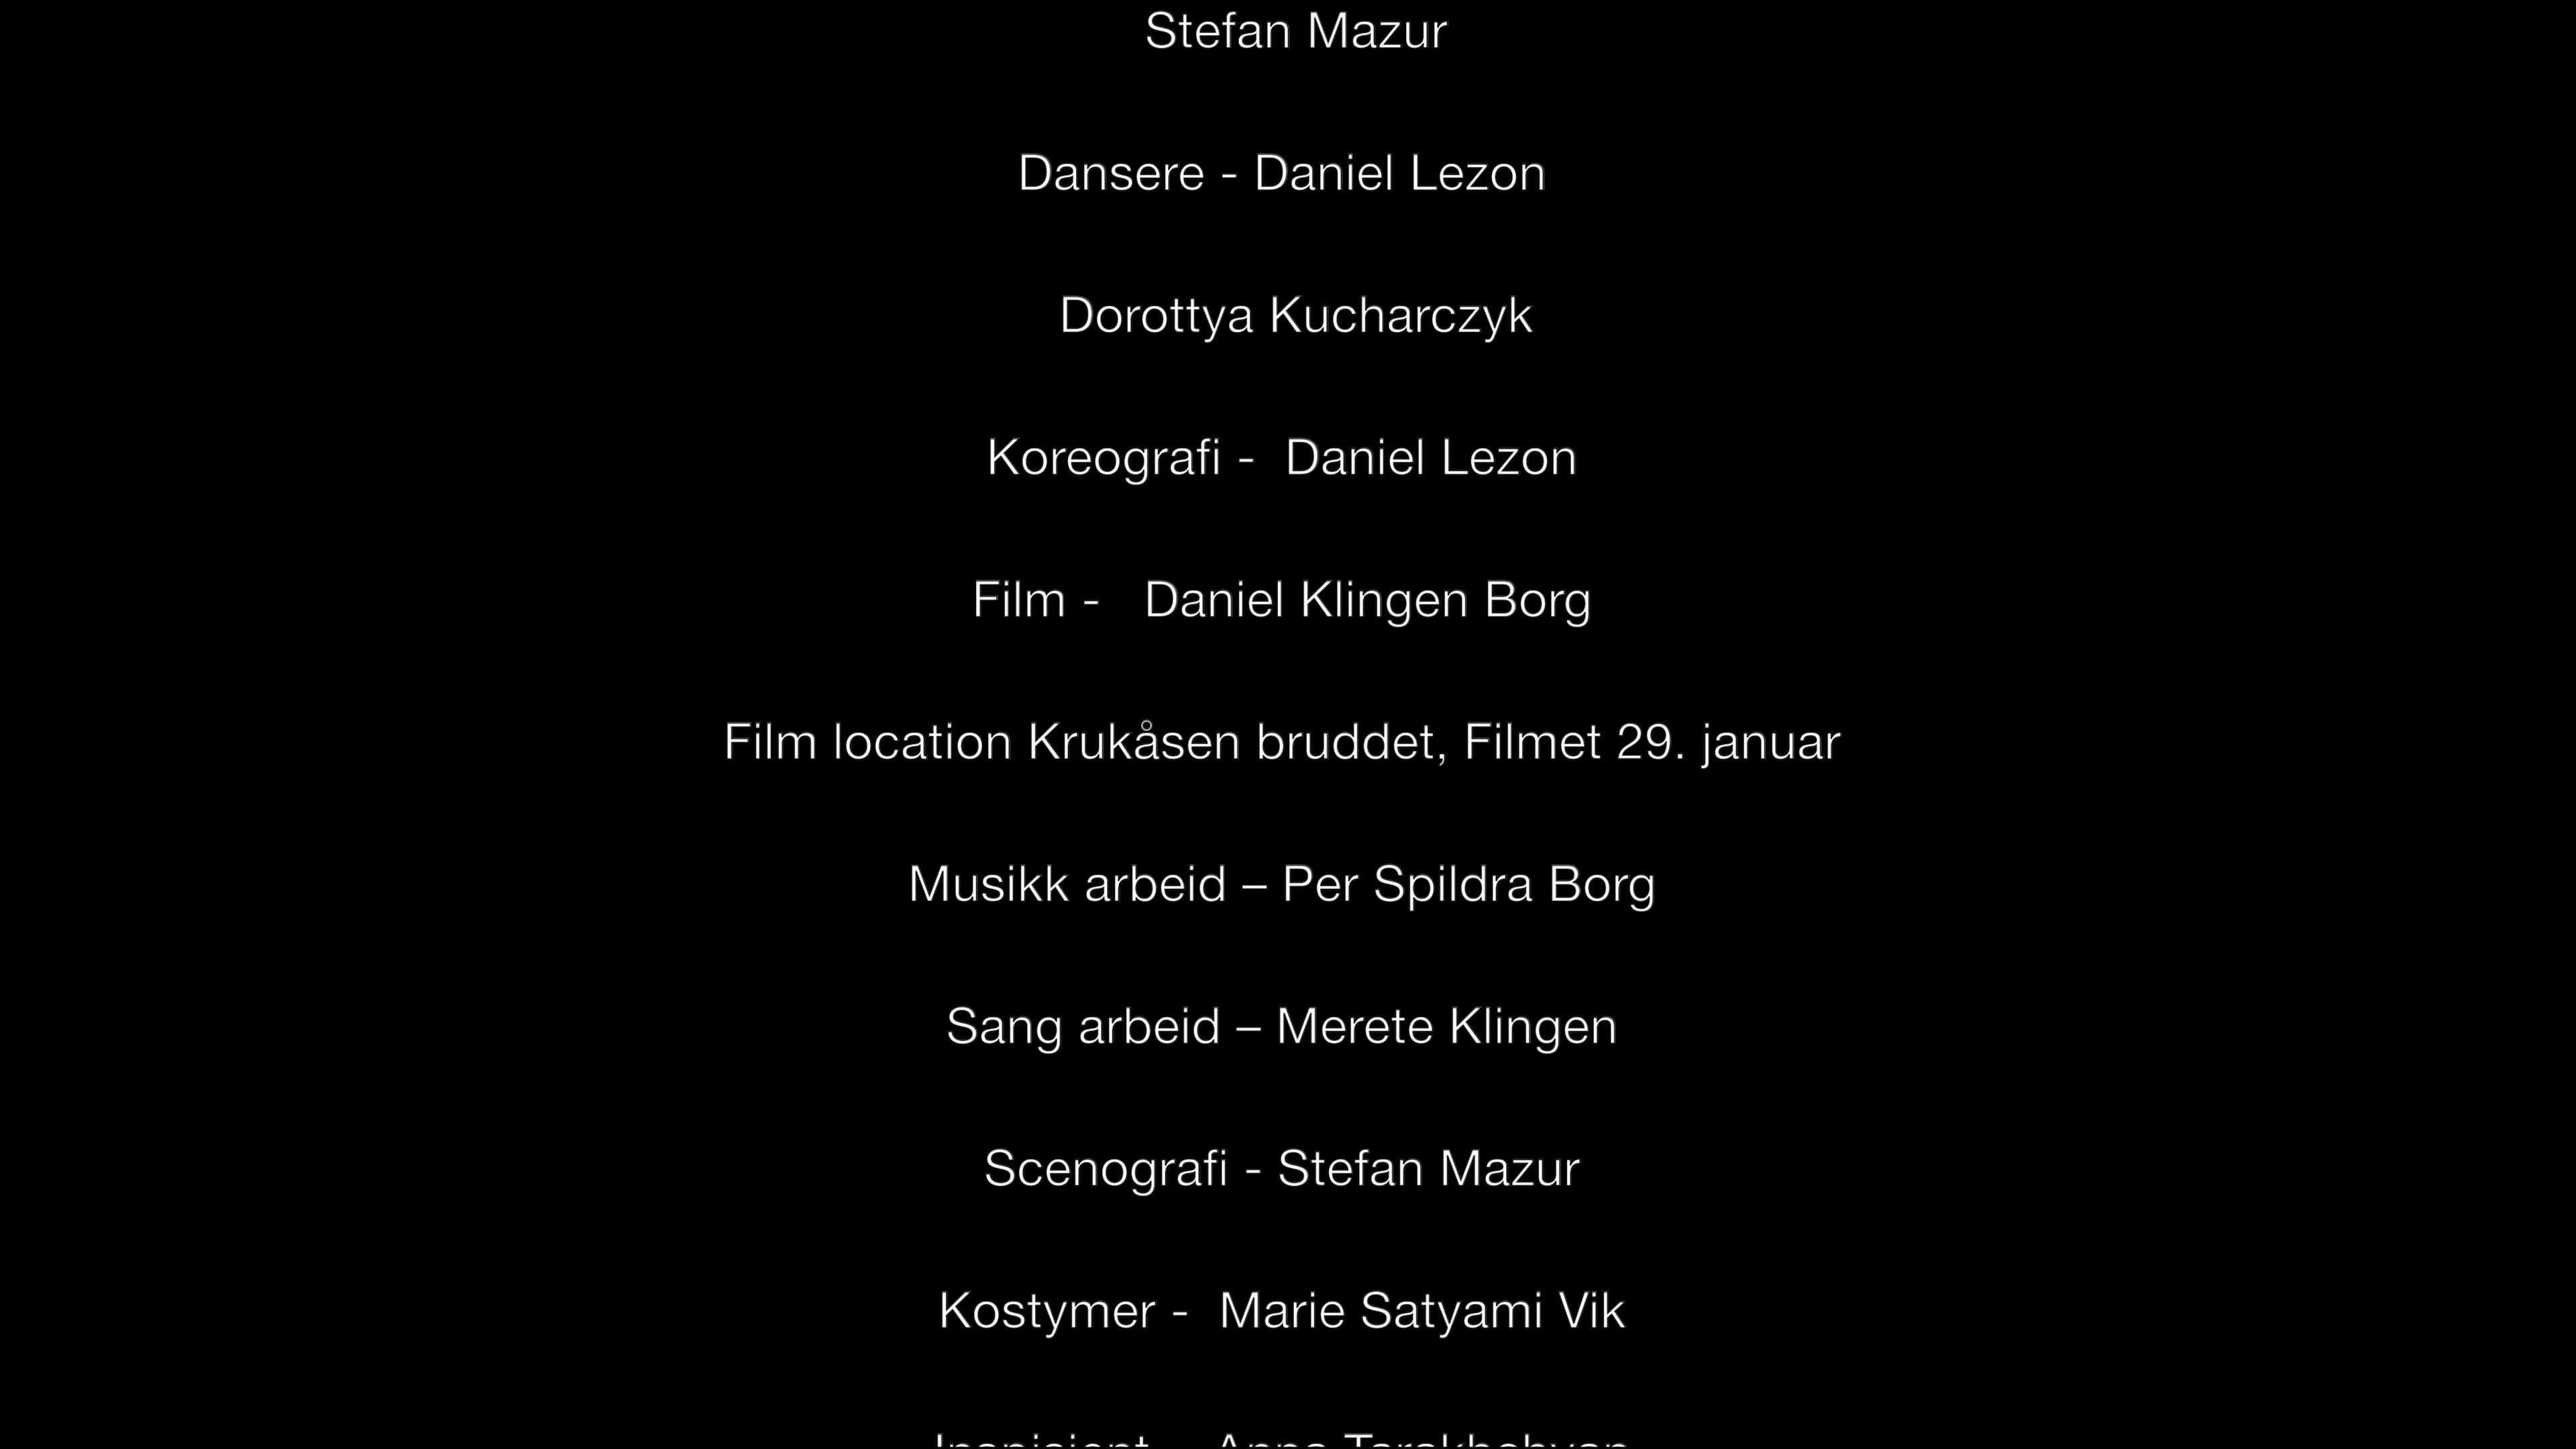 Stefan Mazur
Dansere - Daniel Lezon
Dorottya Kucharczyk
Koreografi -  Daniel Lezon
Film -   Daniel Klingen Borg
Film location Krukåsen bruddet, Filmet 29. januar
Musikk arbeid – Per Spildra Borg
Sang arbeid – Merete Klingen
Scenografi - Stefan Mazur
Kostymer -  Marie Satyami Vik